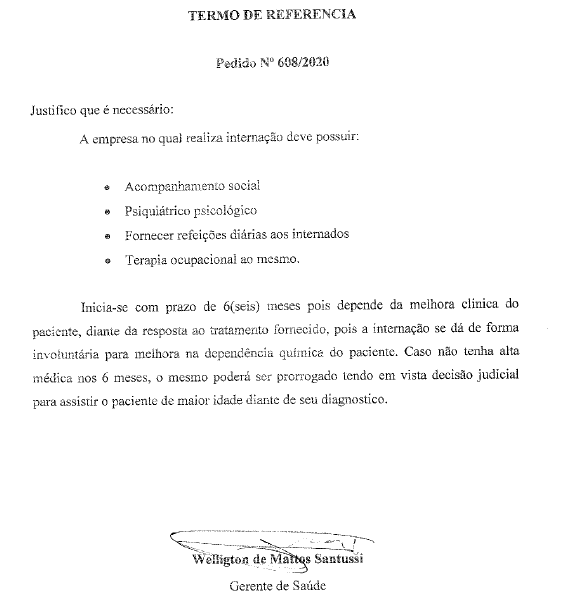 TERMO DE REFERENCIA
Pedido Nº 608/2020
Justifico que é necessário:
A empresa no qual realiza internação deve possuir:
• Acompanhamento social
• Psiquiátrico psicológico
• Fornecer refeições diárias aos internados
• Terapia ocupacional ao mesmo.
Inicia-se com prazo de 6(seis) meses pois depende da melhora clínica do
paciente, diante da resposta ao tratamento fornecido, pois a internação se dá de forma
involuntária para melhora na dependência química do paciente. Caso não tenha alta
médica nos 6 meses, o mesmo poderá ser prorrogado tendo em vista decisão judicial
para assistir o paciente de maior idade diante de seu diagnostico.
Welligton de Mattos Santussi
Gerente de Saúde